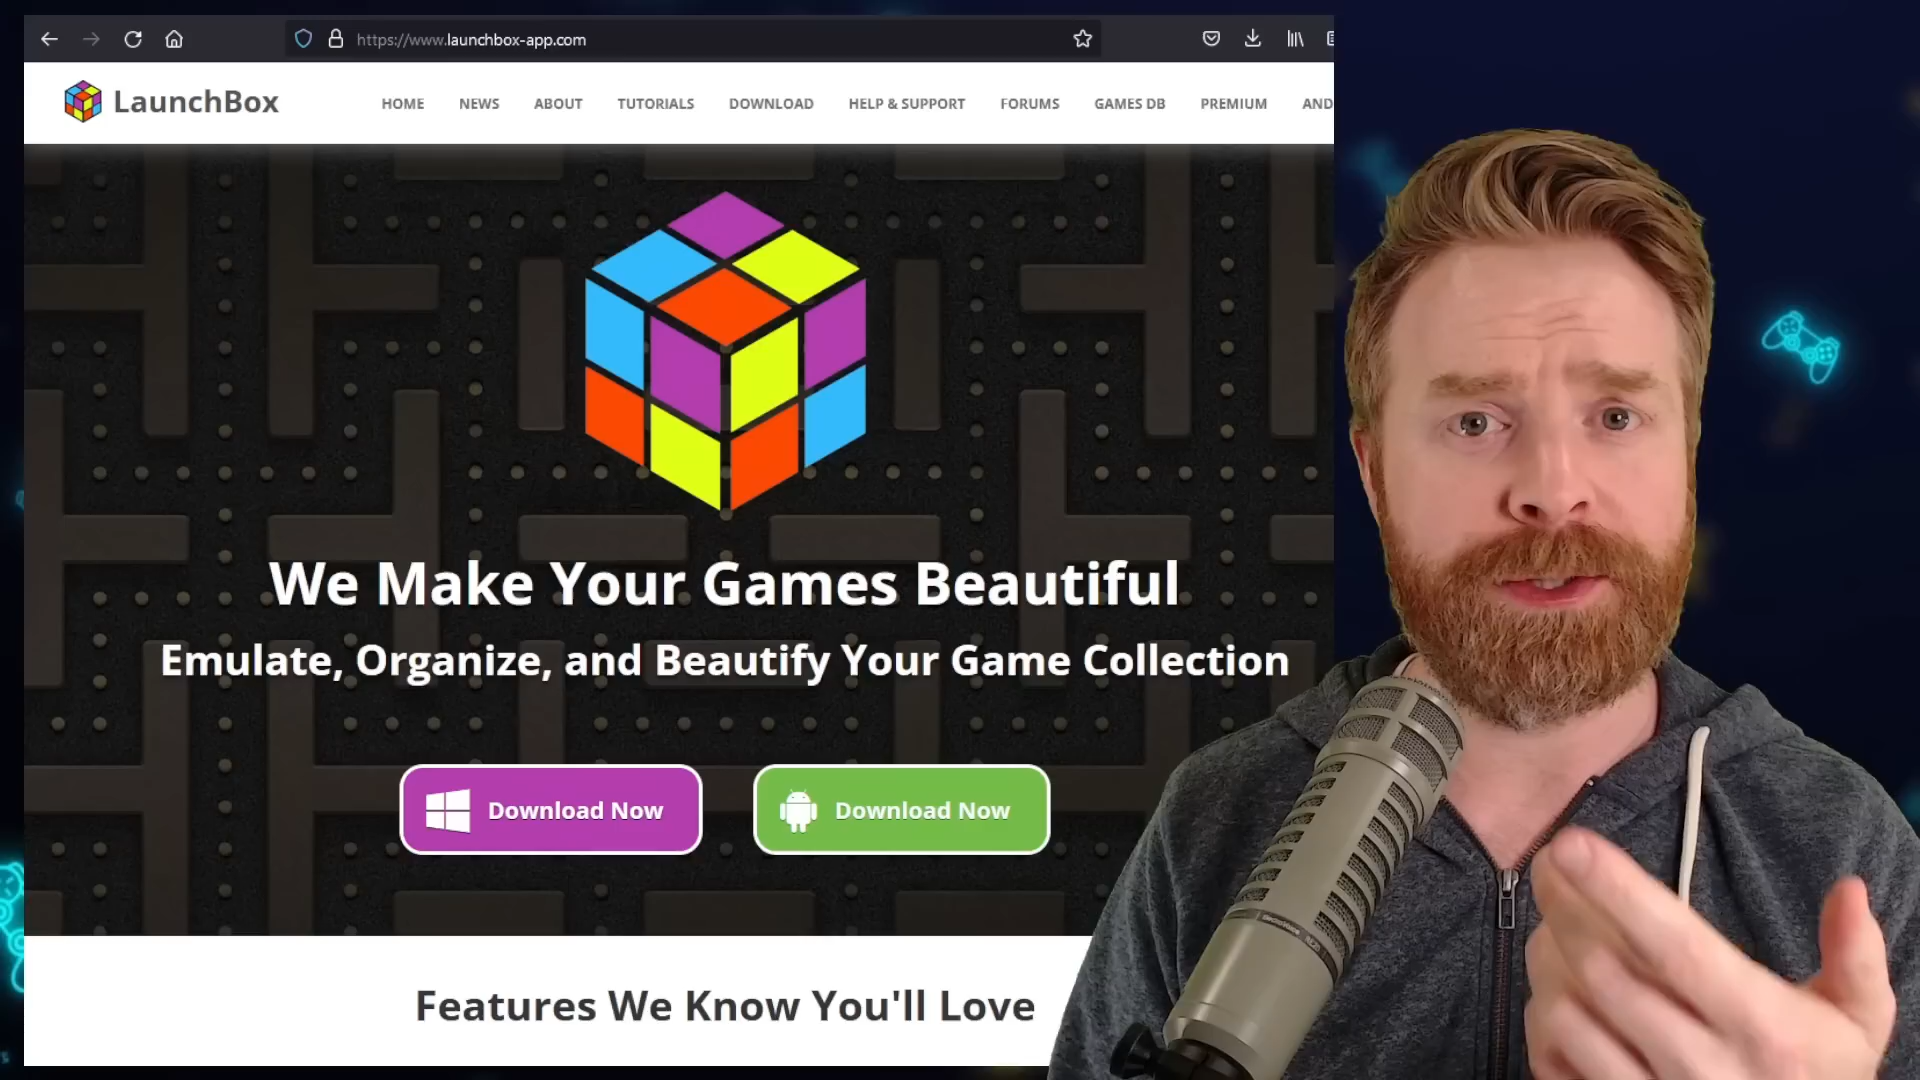 https://www.launchbox-app.com
LaunchBox
HOME NEWS ABOUT TUTORIALS DOWNLOAD HELP & SUPPORT FORUMS GAMES DB PREMIUM AND
We Make Your Games Beautiful
Emulate, Organize, and Beautify Your Game Collection
Download Now Download Now
Features We Know You'll Love